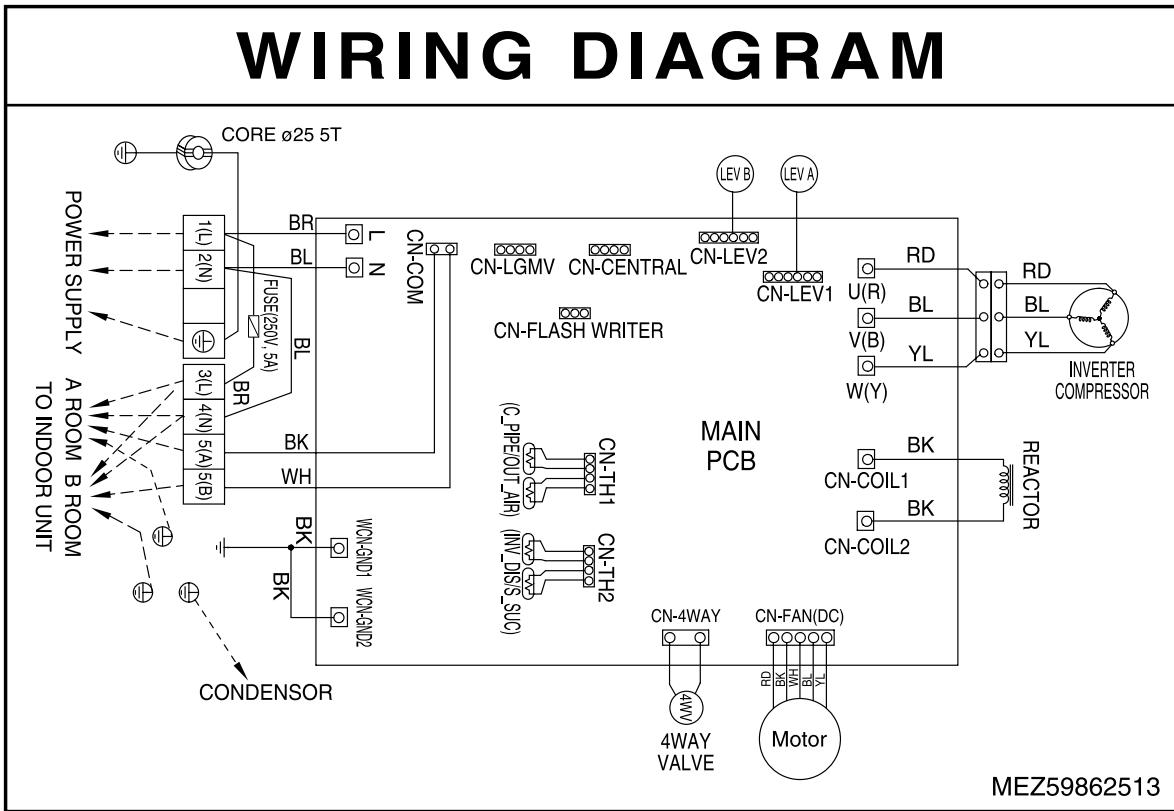 WIRING DIAGRAM
CORE ø25 5T
POWER SUPPLY
1(L)
2(N)
3(L)
4(N)
5(A)
5(B)
A ROOM B ROOM
TO INDOOR UNIT
BR
BL
FUSE(250V, 5A)
BL
BR
BK
WH
BK
BK
L
N
CN-COM
CN-LGMV
CN-CENTRAL
CN-FLASH WRITER
LEV B
LEV A
CN-LEV2
CN-LEV1
U(R)
V(B)
W(Y)
RD
BL
YL
RD
BL
YL
INVERTER
COMPRESSOR
MAIN
PCB
(C_PIPE/OUT_AIR)
CN-TH1
(INV_DIS/S_SUC)
CN-TH2
CN-COIL1
CN-COIL2
BK
BK
REACTOR
WCN-GND1 WCN-GND2
CONDENSOR
CN-4WAY
4WV
4WAY
VALVE
CN-FAN(DC)
RD
BK
WH
BL
YL
Motor
MEZ59862513